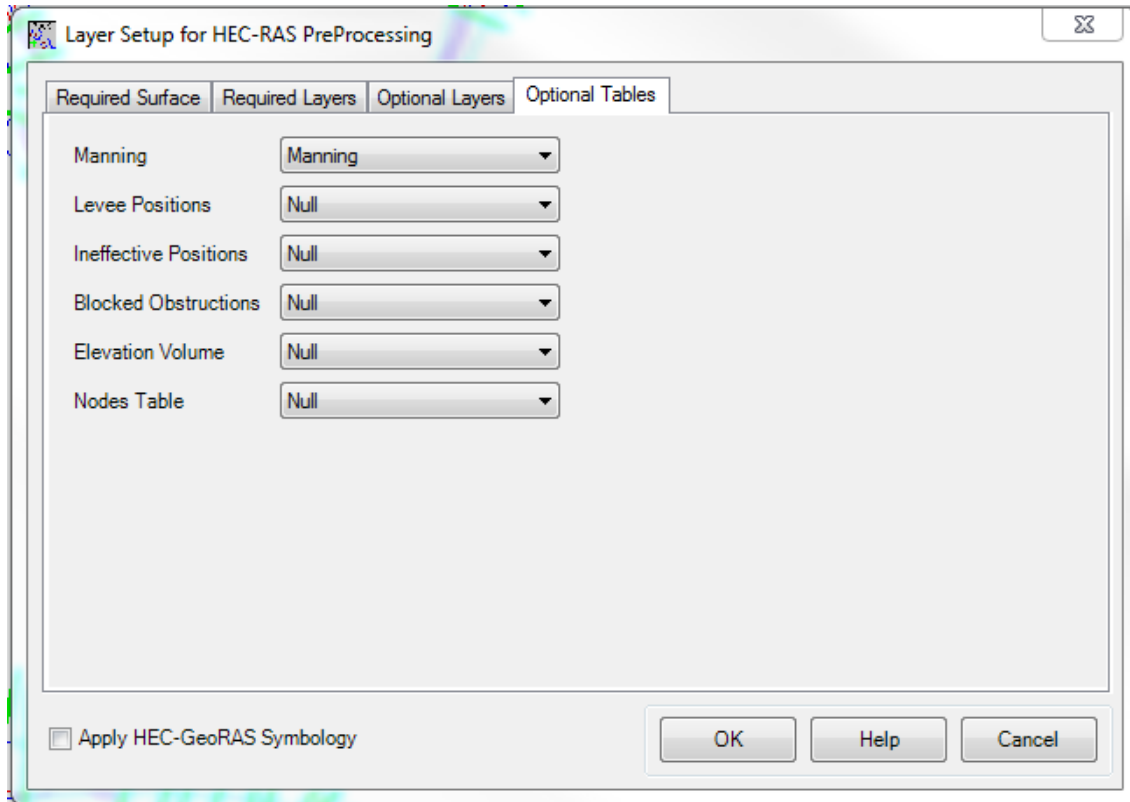 Layer Setup for HEC-RAS PreProcessing
Required Surface Required Layers Optional Layers Optional Tables
Manning Manning
Levee Positions Null
Ineffective Positions Null
Blocked Obstructions Null
Elevation Volume Null
Nodes Table Null
Apply HEC-GeoRAS Symbology OK Help Cancel